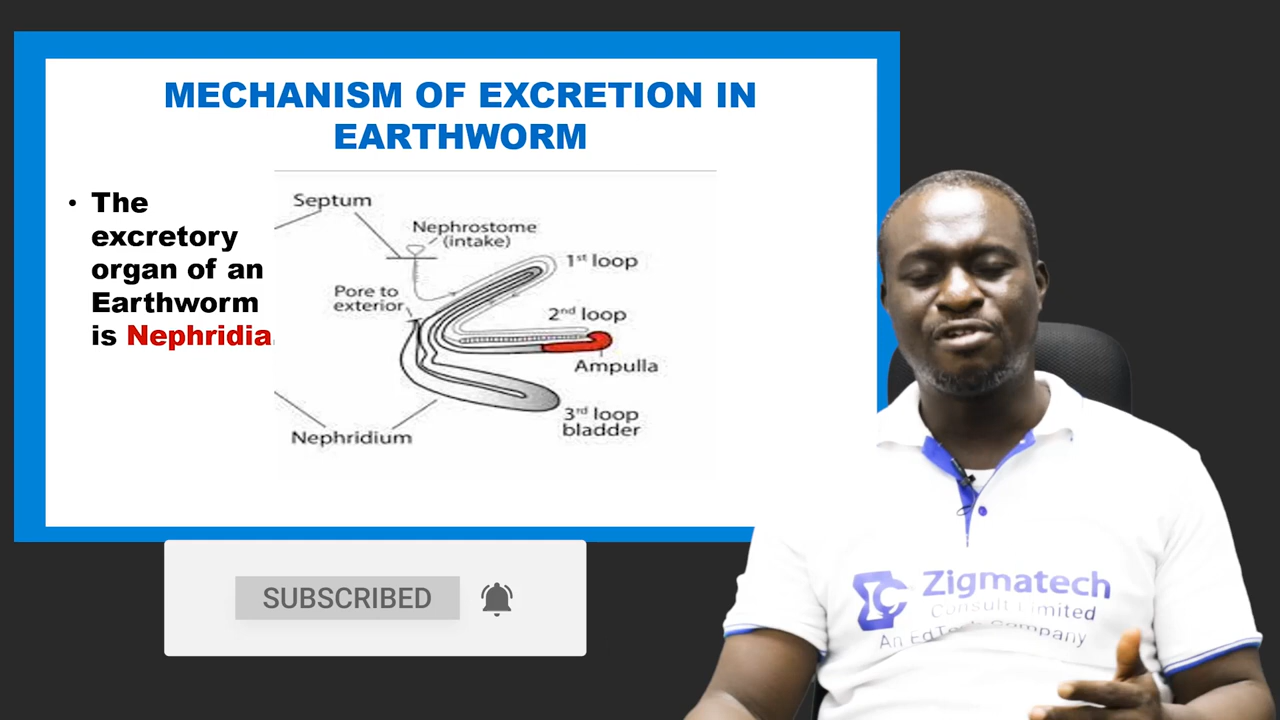 MECHANISM OF EXCRETION IN
EARTHWORM
• The
excretory
organ of an
Earthworm
is Nephridia.
Septum
Nephrostome
(intake)
1st loop
Pore to
exterior
2nd loop
Ampulla
3rd loop
bladder
Nephridium
SUBSCRIBED
Zigmatech
Consult Limited
An EdTech Company